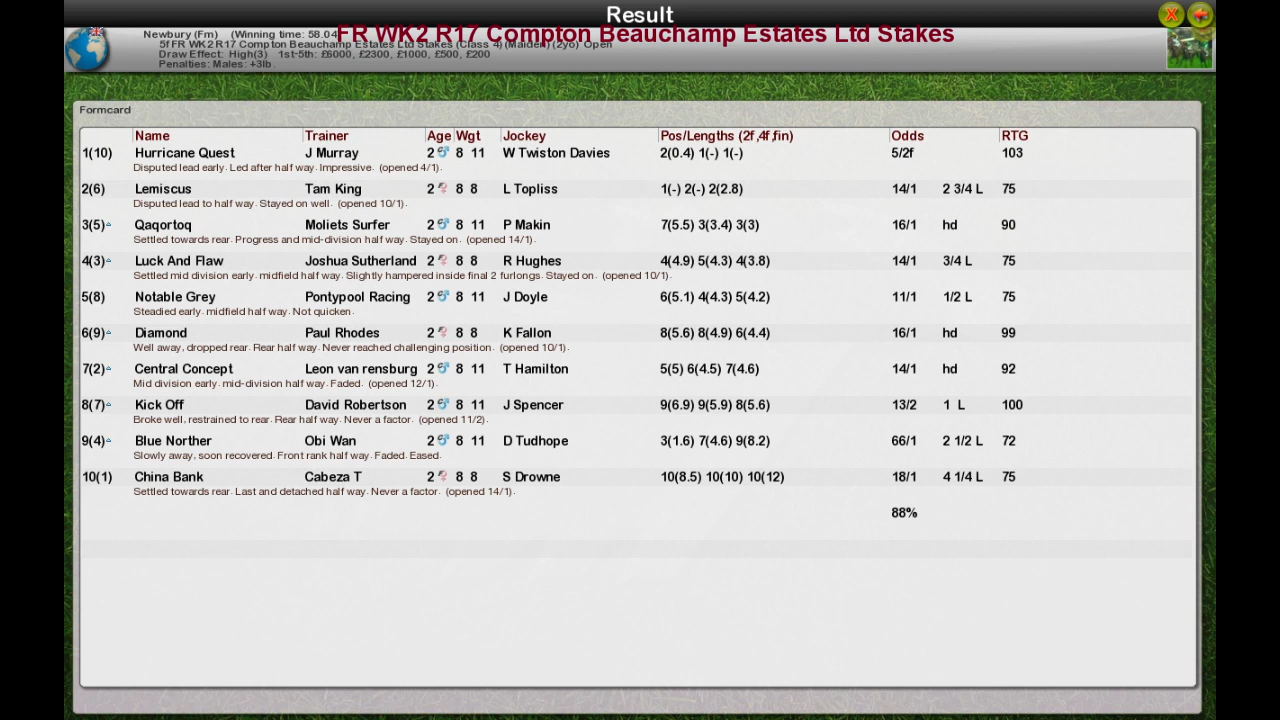 Result
FR WK2 R17 Compton Beauchamp Estates Ltd Stakes
Newbury (Fm) (Winning time: 58.04
5f FR WK2 R17 Compton Beauchamp Estates Ltd Stakes (Class 4) (Maiden) (2yo) Open
Draw Effect: High(3) 1st-5th: £6000, £2300, £1000, £500, £200
Penalties: Males: +3lb.
Formcard
Name Trainer Age Wgt Jockey Pos/Lengths (2f,4f,fin) Odds RTG
1(10) Hurricane Quest J Murray 2 8 11 W Twiston Davies 2(0.4) 1(-) 1(-) 5/2f 103
Disputed lead early. Led after half way. Impressive. (opened 4/1).
2(6) Lemiscus Tam King 2 8 8 L Topliss 1(-) 2(-) 2(2.8) 14/1 2 3/4 L 75
Disputed lead to half way. Stayed on well. (opened 10/1).
3(5) Qaqortoq Moliets Surfer 2 8 11 P Makin 7(5.5) 3(3.4) 3(3) 16/1 hd 90
Settled towards rear. Progress and mid-division half way. Stayed on. (opened 14/1).
4(3) Luck And Flaw Joshua Sutherland 2 8 8 R Hughes 4(4.9) 5(4.3) 4(3.8) 14/1 3/4 L 75
Settled mid division early. midfield half way. Slightly hampered inside final 2 furlongs. Stayed on. (opened 10/1).
5(8) Notable Grey Pontypool Racing 2 8 11 J Doyle 6(5.1) 4(4.3) 5(4.2) 11/1 1/2 L 75
Steadied early. midfield half way. Not quicken.
6(9) Diamond Paul Rhodes 2 8 8 K Fallon 8(5.6) 8(4.9) 6(4.4) 16/1 hd 99
Well away, dropped rear. Rear half way. Never reached challenging position. (opened 10/1).
7(2) Central Concept Leon van rensburg 2 8 11 T Hamilton 5(5) 6(4.5) 7(4.6) 14/1 hd 92
Mid division early. mid-division half way. Faded. (opened 12/1).
8(7) Kick Off David Robertson 2 8 11 J Spencer 9(6.9) 9(5.9) 8(5.6) 13/2 1 L 100
Broke well, restrained to rear. Rear half way. Never a factor. (opened 11/2).
9(4) Blue Norther Obi Wan 2 8 11 D Tudhope 3(1.6) 7(4.6) 9(8.2) 66/1 2 1/2 L 72
Slowly away, soon recovered. Front rank half way. Faded. Eased.
10(1) China Bank Cabeza T 2 8 8 S Drowne 10(8.5) 10(10) 10(12) 18/1 4 1/4 L 75
Settled towards rear. Last and detached half way. Never a factor. (opened 14/1).
88%